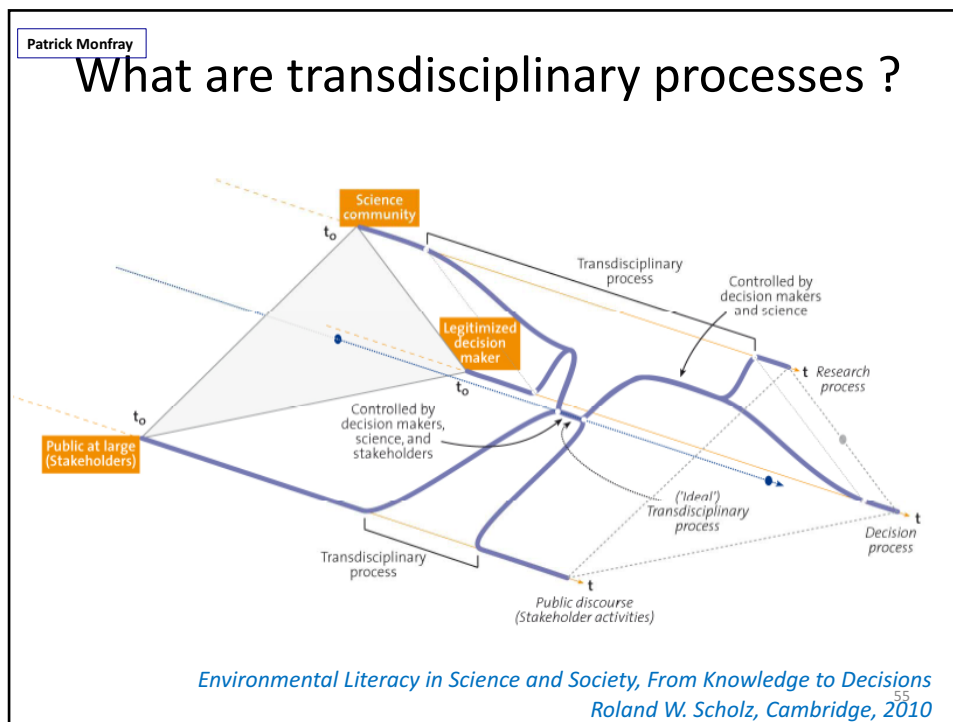 Patrick Monfray
What are transdisciplinary processes ?
Science
community
t₀
Transdisciplinary
process
Controlled by
decision makers
and science
Legitimized
decision
maker
t₀
t Research
process
t₀
Controlled by
decision makers,
science, and
stakeholders
Public at large
(Stakeholders)
('Ideal')
Transdisciplinary
process
t
Decision
process
Transdisciplinary
process
t
Public discourse
(Stakeholder activities)
Environmental Literacy in Science and Society, From Knowledge to Decisions
55
Roland W. Scholz, Cambridge, 2010